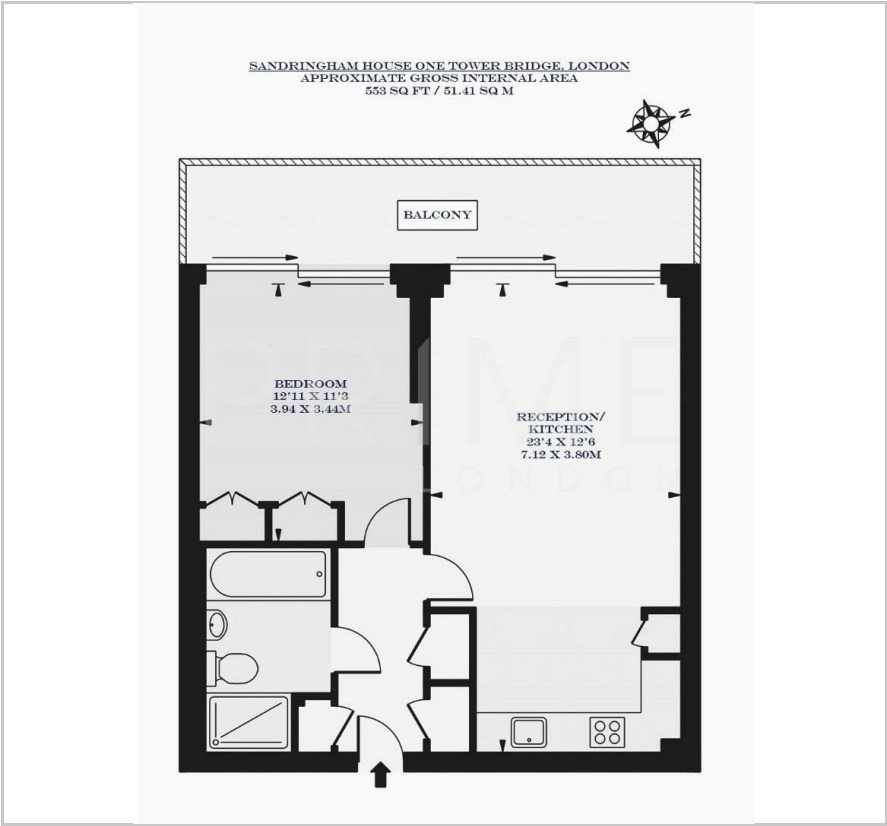 SANDRINGHAM HOUSE ONE TOWER BRIDGE, LONDON
APPROXIMATE GROSS INTERNAL AREA
553 SQ FT / 51.41 SQ M
N
BALCONY
PRIME
LONDON
BEDROOM
12'11 X 11'3
3.94 X 3.44M
RECEPTION/
KITCHEN
23'4 X 12'6
7.12 X 3.80M